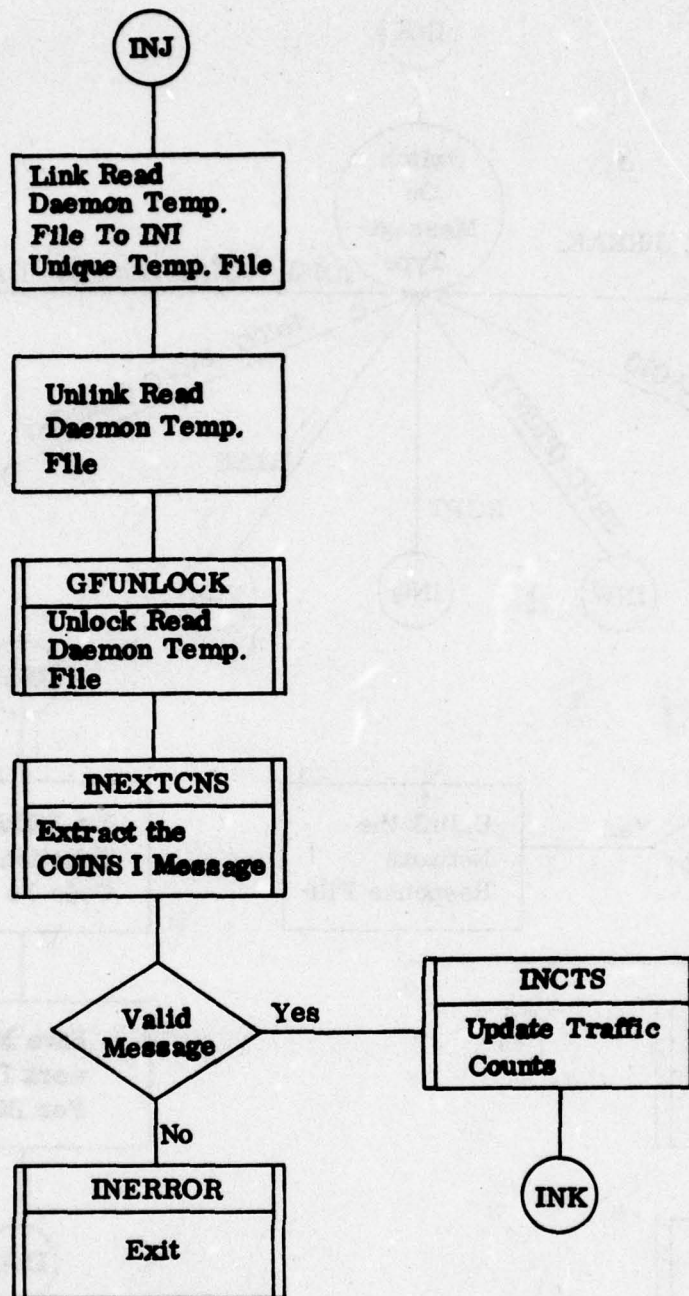 INJ
Link Read
Daemon Temp.
File To INI
Unique Temp. File
Unlink Read
Daemon Temp.
File
GFUNLOCK
Unlock Read
Daemon Temp.
File
INEXTCNS
Extract the
COINS I Message
Valid
Message
Yes
INCTS
Update Traffic
Counts
No
INK
INERROR
Exit